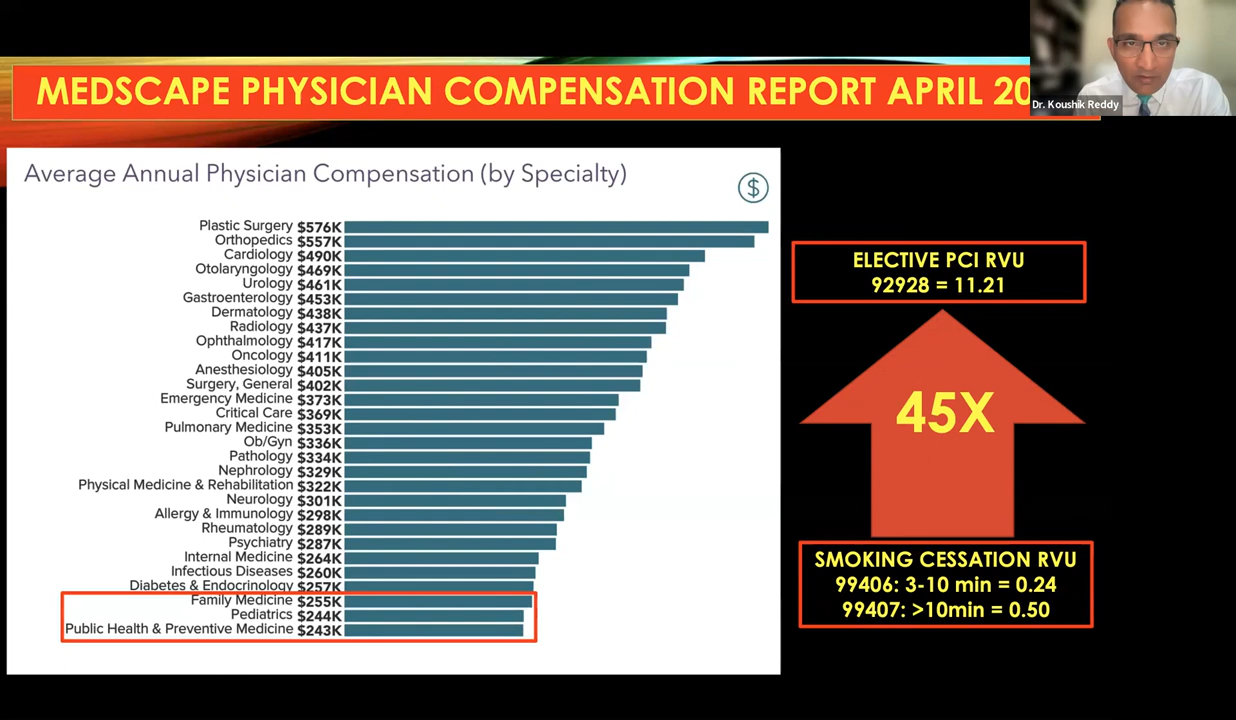 MEDSCAPE PHYSICIAN COMPENSATION REPORT APRIL 20
Dr. Koushik Reddy
Average Annual Physician Compensation (by Specialty)
$
Plastic Surgery $576K
Orthopedics $557K
Cardiology $490K
Otolaryngology $469K
Urology $461K
Gastroenterology $453K
Dermatology $438K
Radiology $437K
Ophthalmology $417K
Oncology $411K
Anesthesiology $405K
Surgery, General $402K
Emergency Medicine $373K
Critical Care $369K
Pulmonary Medicine $353K
Ob/Gyn $336K
Pathology $334K
Nephrology $329K
Physical Medicine & Rehabilitation $322K
Neurology $301K
Allergy & Immunology $298K
Rheumatology $289K
Psychiatry $287K
Internal Medicine $264K
Infectious Diseases $260K
Diabetes & Endocrinology $257K
Family Medicine $255K
Pediatrics $244K
Public Health & Preventive Medicine $243K
ELECTIVE PCI RVU
92928 = 11.21
45X
SMOKING CESSATION RVU
99406: 3-10 min = 0.24
99407: >10min = 0.50